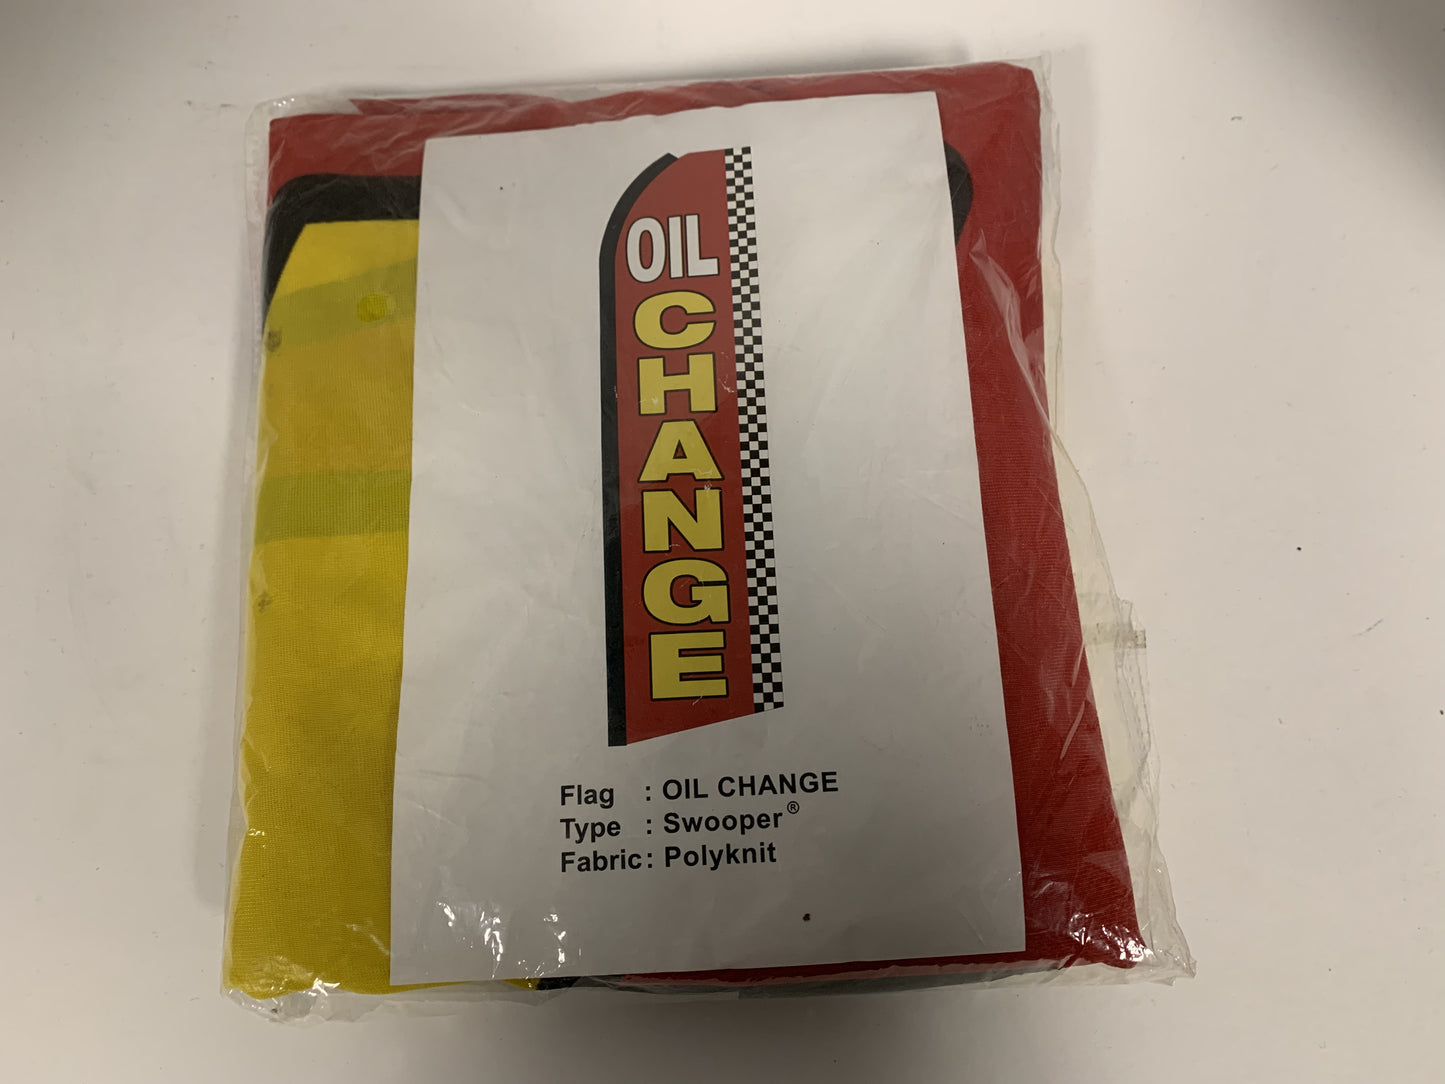 OIL
CHANGE
Flag : OIL CHANGE
Type : Swooper®
Fabric: Polyknit